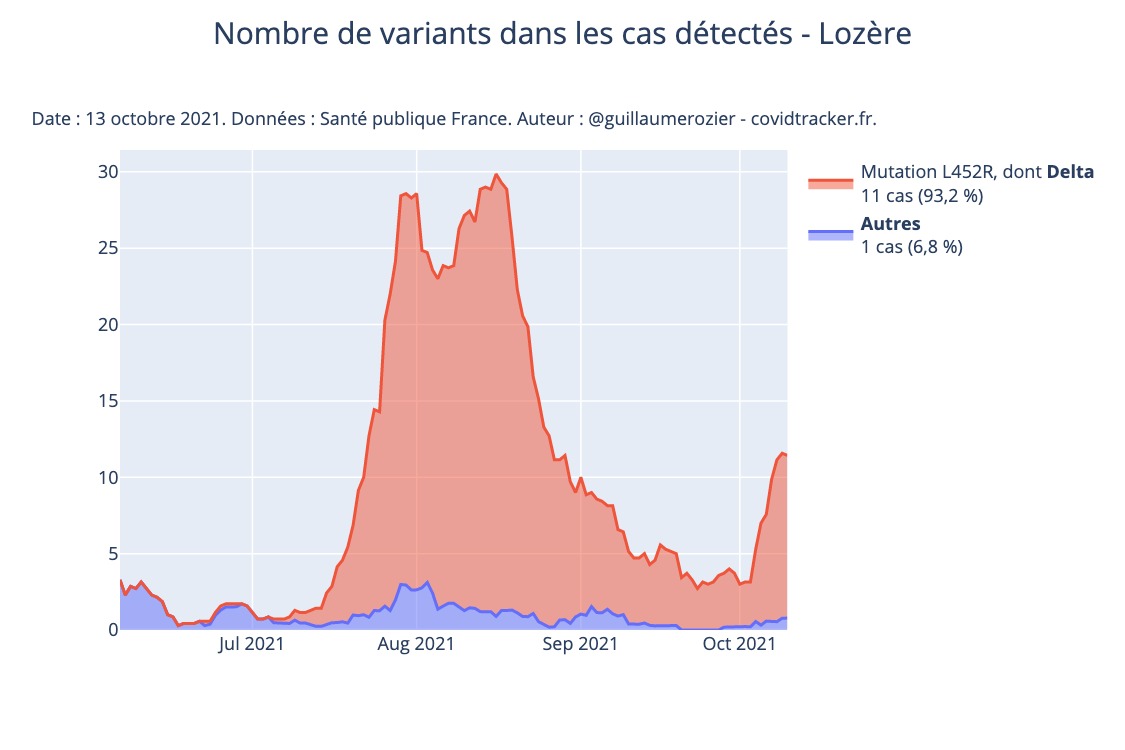 Nombre de variants dans les cas détectés - Lozère
Date : 13 octobre 2021. Données : Santé publique France. Auteur : @guillaumerozier - covidtracker.fr.
Mutation L452R, dont Delta
11 cas (93,2 %)
Autres
1 cas (6,8 %)
30
25
20
15
10
5
0
Jul 2021
Aug 2021
Sep 2021
Oct 2021